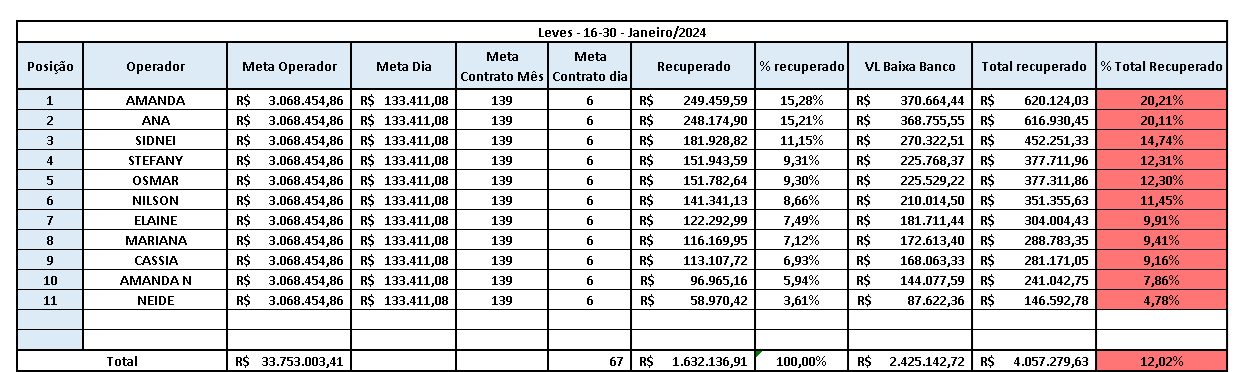 Leves - 16-30 - Janeiro/2024
Posição Operador Meta Operador Meta Dia Meta Contrato Mês Meta Contrato dia Recuperado % recuperado VL Baixa Banco Total recuperado % Total Recuperado
1 AMANDA R$ 3.068.454,86 R$ 133.411,08 139 6 R$ 249.459,59 15,28% R$ 370.664,44 R$ 620.124,03 20,21%
2 ANA R$ 3.068.454,86 R$ 133.411,08 139 6 R$ 248.174,90 15,21% R$ 368.755,55 R$ 616.930,45 20,11%
3 SIDNEI R$ 3.068.454,86 R$ 133.411,08 139 6 R$ 181.928,82 11,15% R$ 270.322,51 R$ 452.251,33 14,74%
4 STEFANY R$ 3.068.454,86 R$ 133.411,08 139 6 R$ 151.943,59 9,31% R$ 225.768,37 R$ 377.711,96 12,31%
5 OSMAR R$ 3.068.454,86 R$ 133.411,08 139 6 R$ 151.782,64 9,30% R$ 225.529,22 R$ 377.311,86 12,30%
6 NILSON R$ 3.068.454,86 R$ 133.411,08 139 6 R$ 141.341,13 8,66% R$ 210.014,50 R$ 351.355,63 11,45%
7 ELAINE R$ 3.068.454,86 R$ 133.411,08 139 6 R$ 122.292,99 7,49% R$ 181.711,44 R$ 304.004,43 9,91%
8 MARIANA R$ 3.068.454,86 R$ 133.411,08 139 6 R$ 116.169,95 7,12% R$ 172.613,40 R$ 288.783,35 9,41%
9 CASSIA R$ 3.068.454,86 R$ 133.411,08 139 6 R$ 113.107,72 6,93% R$ 168.063,33 R$ 281.171,05 9,16%
10 AMANDA N R$ 3.068.454,86 R$ 133.411,08 139 6 R$ 96.965,16 5,94% R$ 144.077,59 R$ 241.042,75 7,86%
11 NEIDE R$ 3.068.454,86 R$ 133.411,08 139 6 R$ 58.970,42 3,61% R$ 87.622,36 R$ 146.592,78 4,78%
Total R$ 33.753.003,41 67 R$ 1.632.136,91 100,00% R$ 2.425.142,72 R$ 4.057.279,63 12,02%